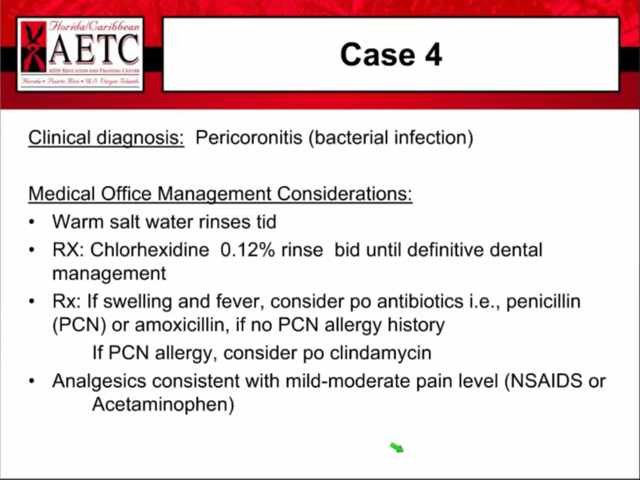 Florida/Caribbean
AETC
AIDS EDUCATION AND TRAINING CENTER
Florida • Puerto Rico • U.S. Virgin Islands
Case 4
Clinical diagnosis: Pericoronitis (bacterial infection)
Medical Office Management Considerations:
• Warm salt water rinses tid
• RX: Chlorhexidine 0.12% rinse bid until definitive dental
management
• Rx: If swelling and fever, consider po antibiotics i.e., penicillin
(PCN) or amoxicillin, if no PCN allergy history
If PCN allergy, consider po clindamycin
• Analgesics consistent with mild-moderate pain level (NSAIDS or
Acetaminophen)